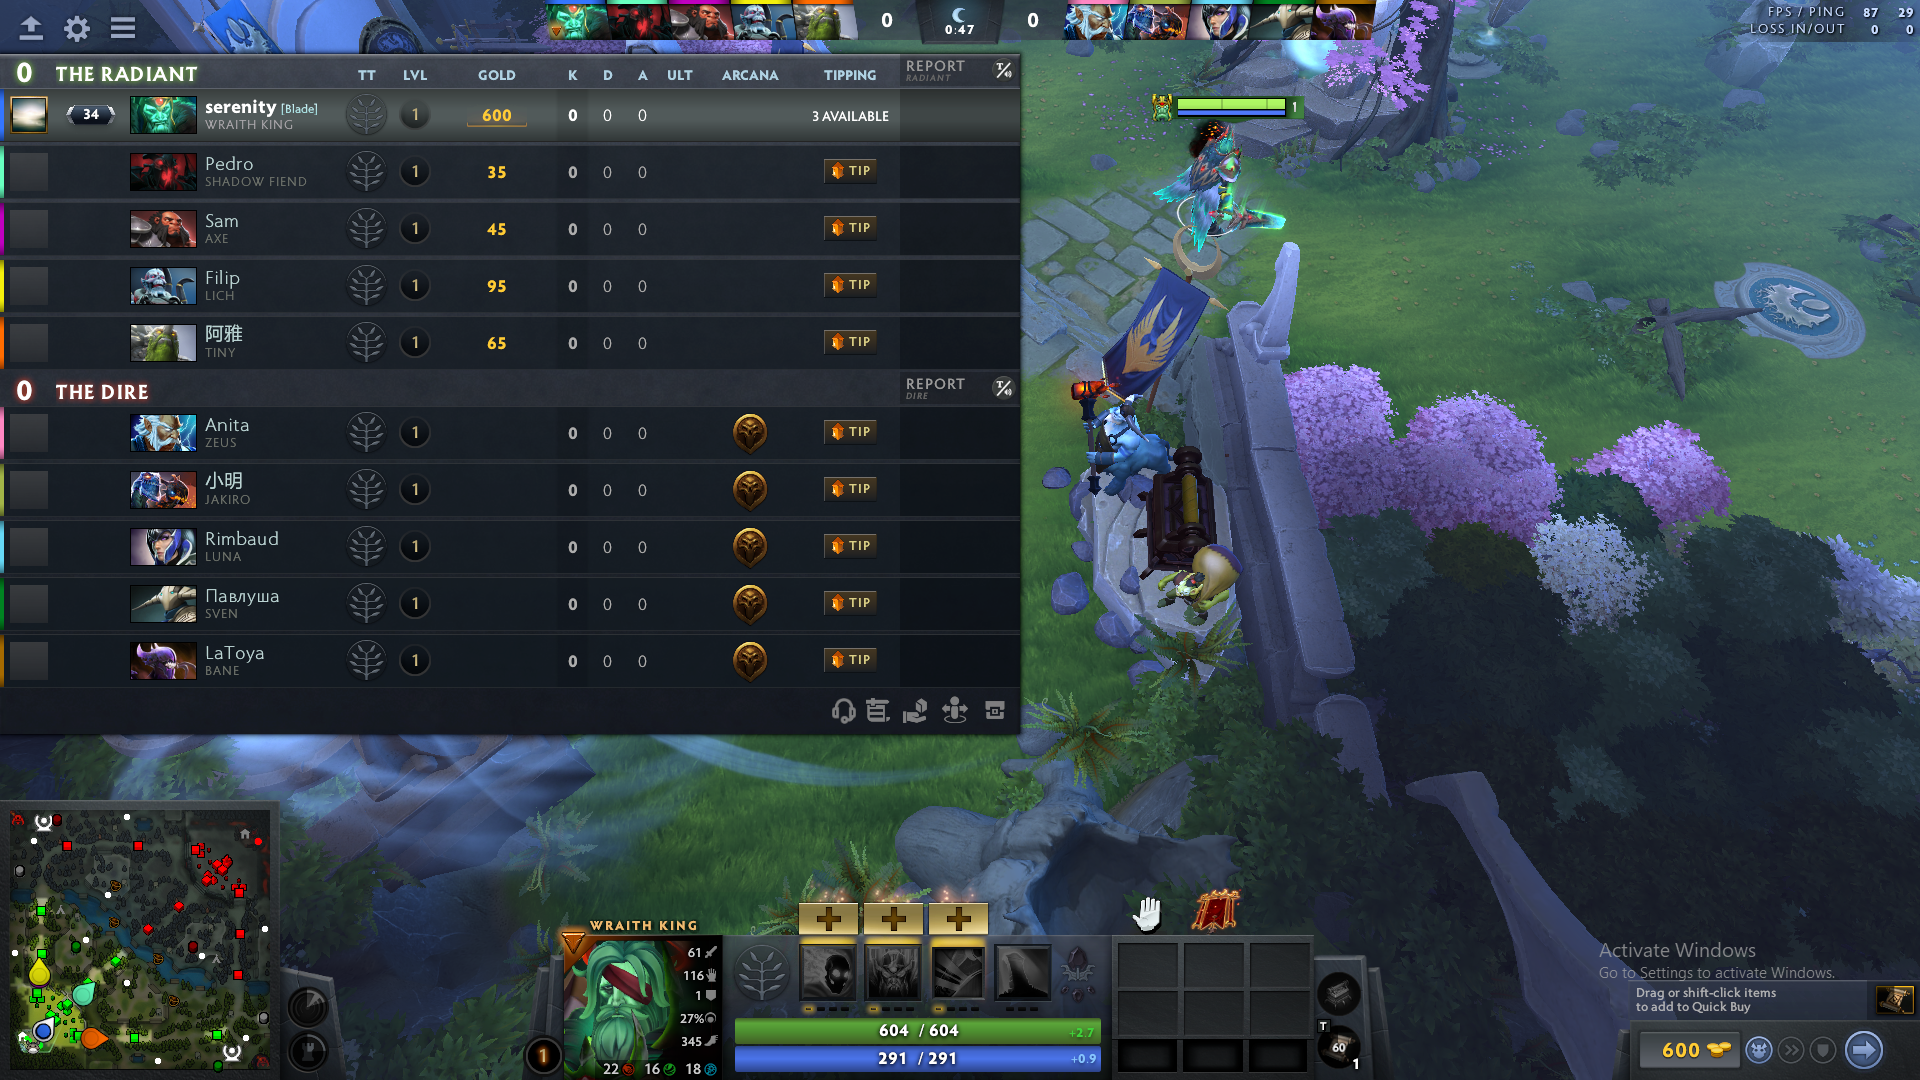 0 0:47 0
FPS / PING 87 29
LOSS IN/OUT 0 0
0 THE RADIANT TT LVL GOLD K D A ULT ARCANA TIPPING REPORT
RADIANT
34 serenity [Blade] 1 600 0 0 0 3 AVAILABLE
WRAITH KING
Pedro 1 35 0 0 0 TIP
SHADOW FIEND
Sam 1 45 0 0 0 TIP
AXE
Filip 1 95 0 0 0 TIP
LICH
阿雅 1 65 0 0 0 TIP
TINY
0 THE DIRE REPORT
DIRE
Anita 1 0 0 0 TIP
ZEUS
小明 1 0 0 0 TIP
JAKIRO
Rimbaud 1 0 0 0 TIP
LUNA
Павлуша 1 0 0 0 TIP
SVEN
LaToya 1 0 0 0 TIP
BANE
1
WRAITH KING
61
116
1
27%
345
1
22 16 18
604 / 604 +2.7
291 / 291 +0.9
T
60
1
Activate Windows
Go to Settings to activate Windows.
Drag or shift-click items
to add to Quick Buy
600